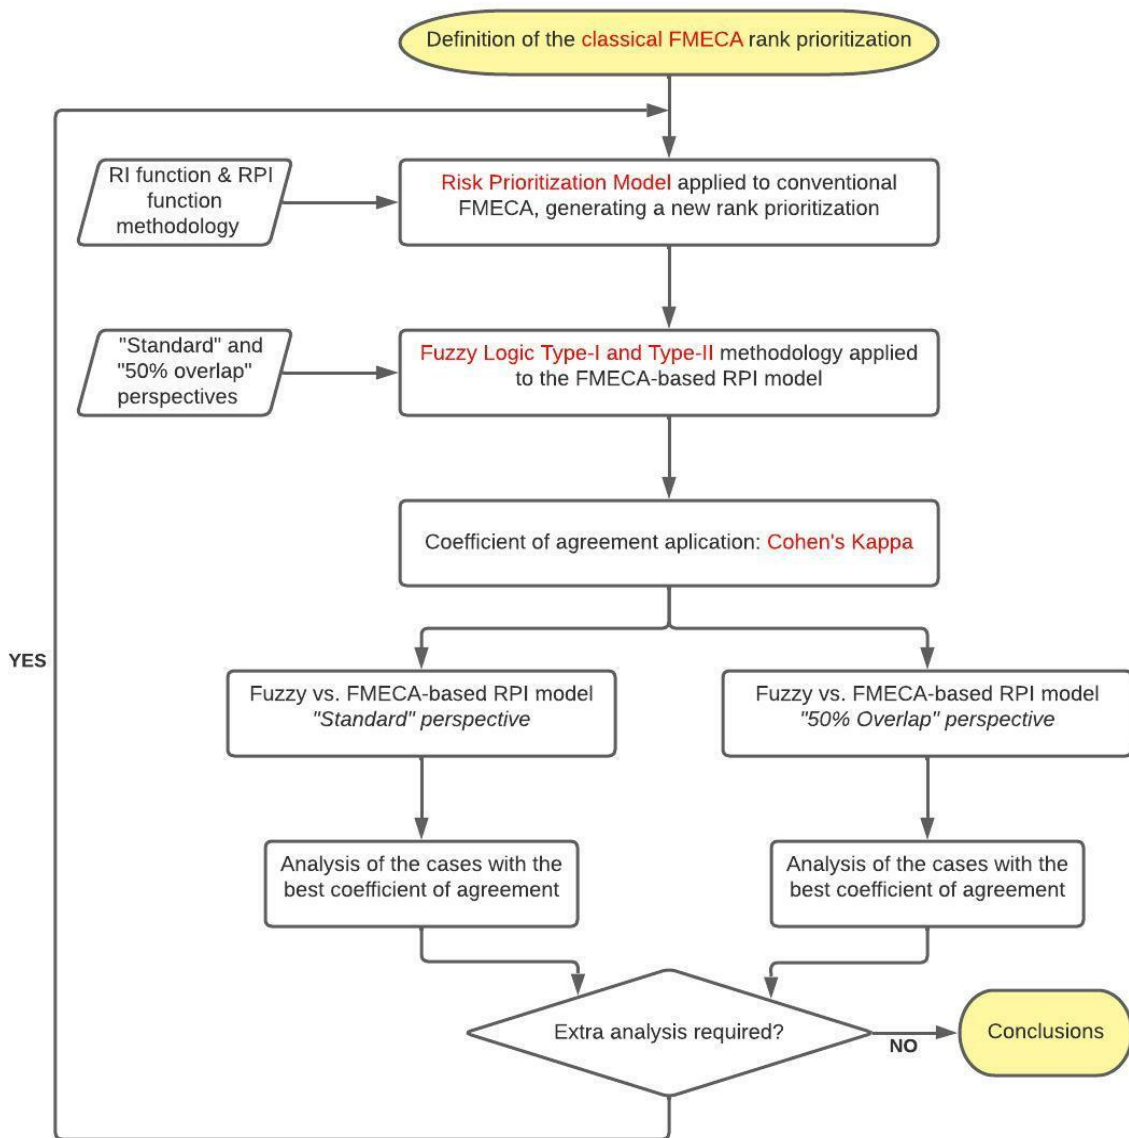 Definition of the classical FMECA rank prioritization
RI function & RPI
function
methodology
Risk Prioritization Model applied to conventional
FMECA, generating a new rank prioritization
"Standard" and
"50% overlap"
perspectives
Fuzzy Logic Type-I and Type-II methodology applied
to the FMECA-based RPI model
Coefficient of agreement aplication: Cohen's Kappa
YES
Fuzzy vs. FMECA-based RPI model
"Standard" perspective
Fuzzy vs. FMECA-based RPI model
"50% Overlap" perspective
Analysis of the cases with the
best coefficient of agreement
Analysis of the cases with the
best coefficient of agreement
Extra analysis required?
NO
Conclusions